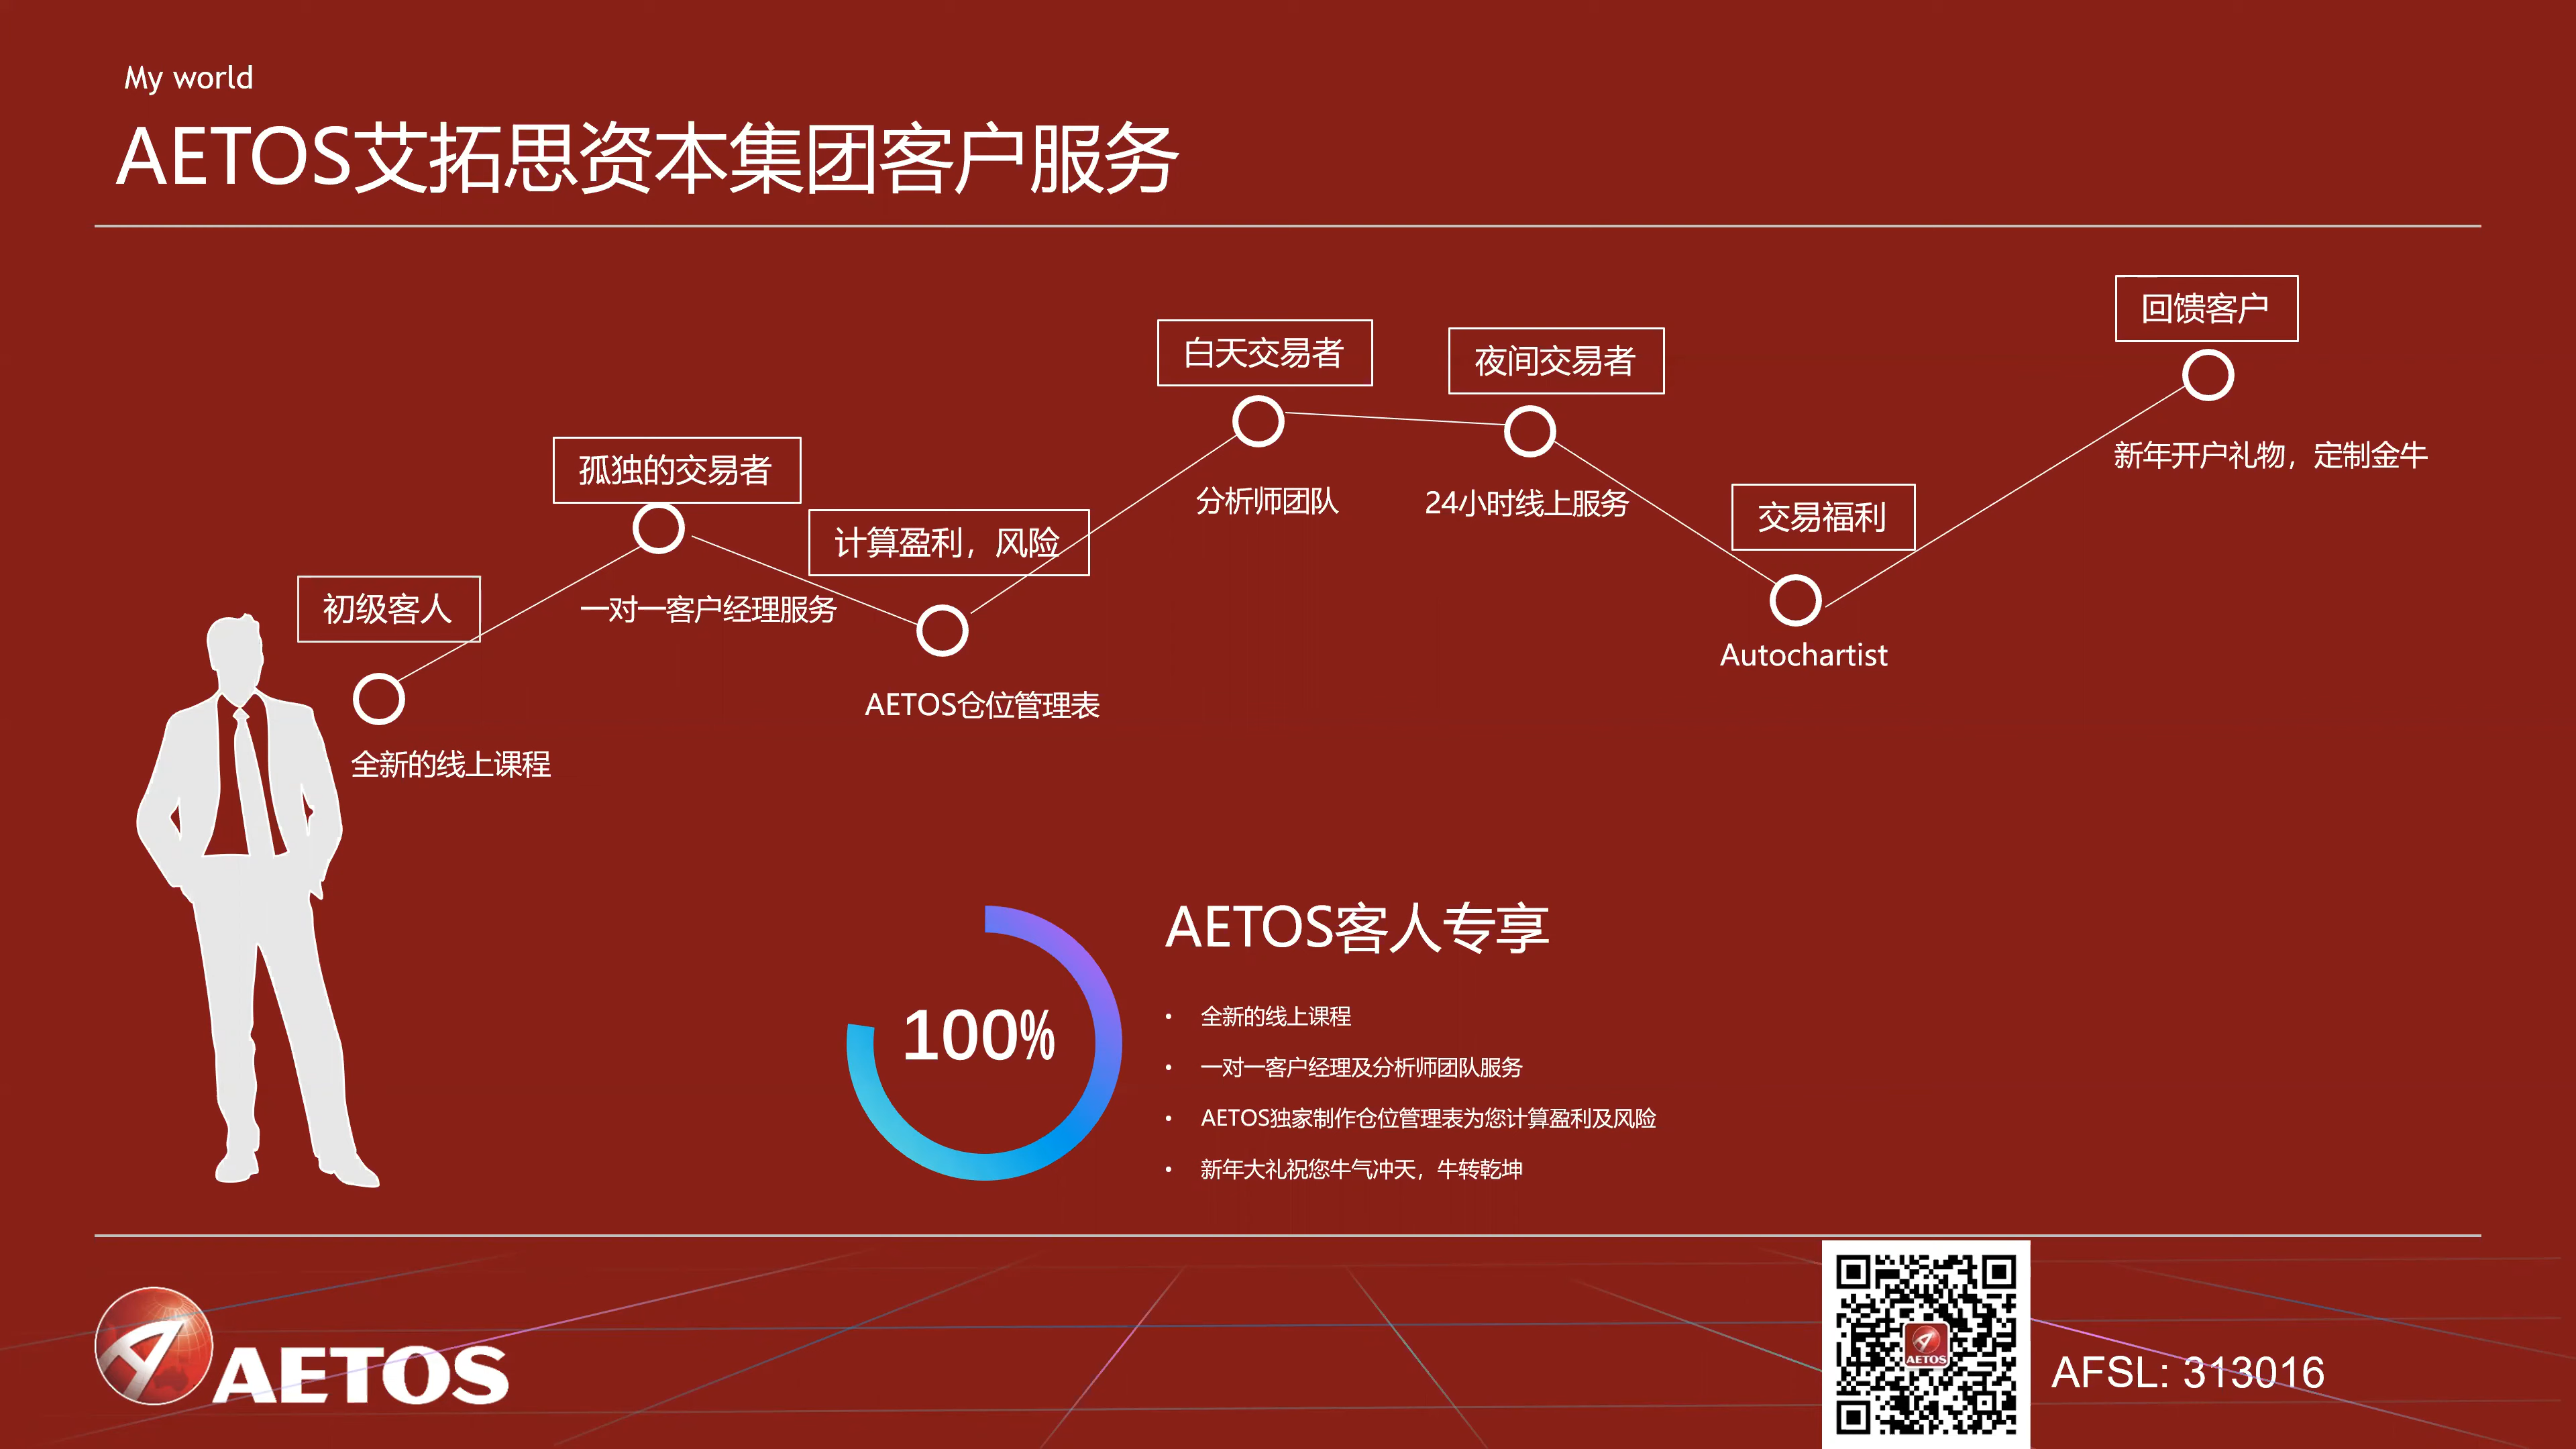 My world
AETOS艾拓思资本集团客户服务
初级客人
全新的线上课程
孤独的交易者
一对一客户经理服务
计算盈利，风险
AETOS仓位管理表
白天交易者
分析师团队
夜间交易者
24小时线上服务
交易福利
Autochartist
回馈客户
新年开户礼物，定制金牛
100%
AETOS客人专享
• 全新的线上课程
• 一对一客户经理及分析师团队服务
• AETOS独家制作仓位管理表为您计算盈利及风险
• 新年大礼祝您牛气冲天，牛转乾坤
AETOS
AETOS
AFSL: 313016